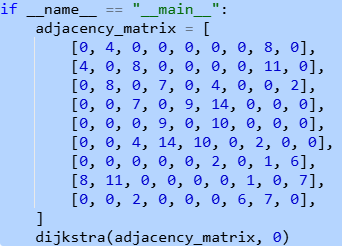 if __name__ == "__main__":
    adjacency_matrix = [
        [0, 4, 0, 0, 0, 0, 0, 8, 0],
        [4, 0, 8, 0, 0, 0, 0, 11, 0],
        [0, 8, 0, 7, 0, 4, 0, 0, 2],
        [0, 0, 7, 0, 9, 14, 0, 0, 0],
        [0, 0, 0, 9, 0, 10, 0, 0, 0],
        [0, 0, 4, 14, 10, 0, 2, 0, 0],
        [0, 0, 0, 0, 0, 2, 0, 1, 6],
        [8, 11, 0, 0, 0, 0, 1, 0, 7],
        [0, 0, 2, 0, 0, 0, 6, 7, 0],
    ]
    dijkstra(adjacency_matrix, 0)